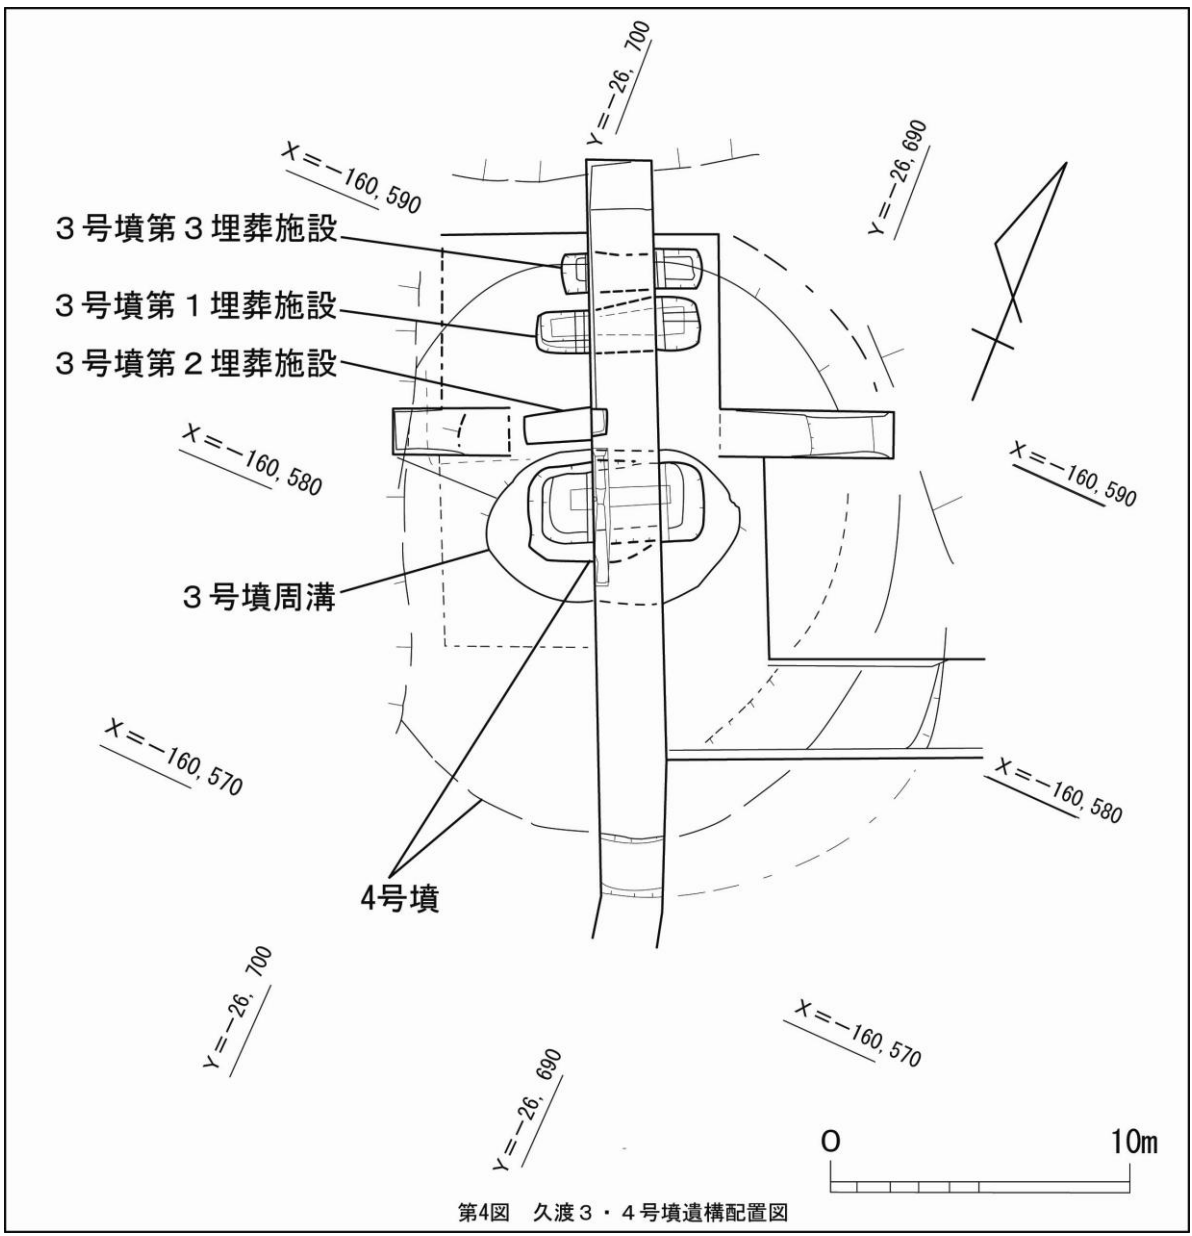 Y=-26, 700
X=-160, 590
Y=-26, 690
3号墳第3埋葬施設
3号墳第1埋葬施設
3号墳第2埋葬施設
X=-160, 580
X=-160, 590
3号墳周溝
X=-160, 570
X=-160, 580
4号墳
Y=-26, 700
X=-160, 570
Y=-26, 690
0 10m
第4図 久渡3・4号墳遺構配置図